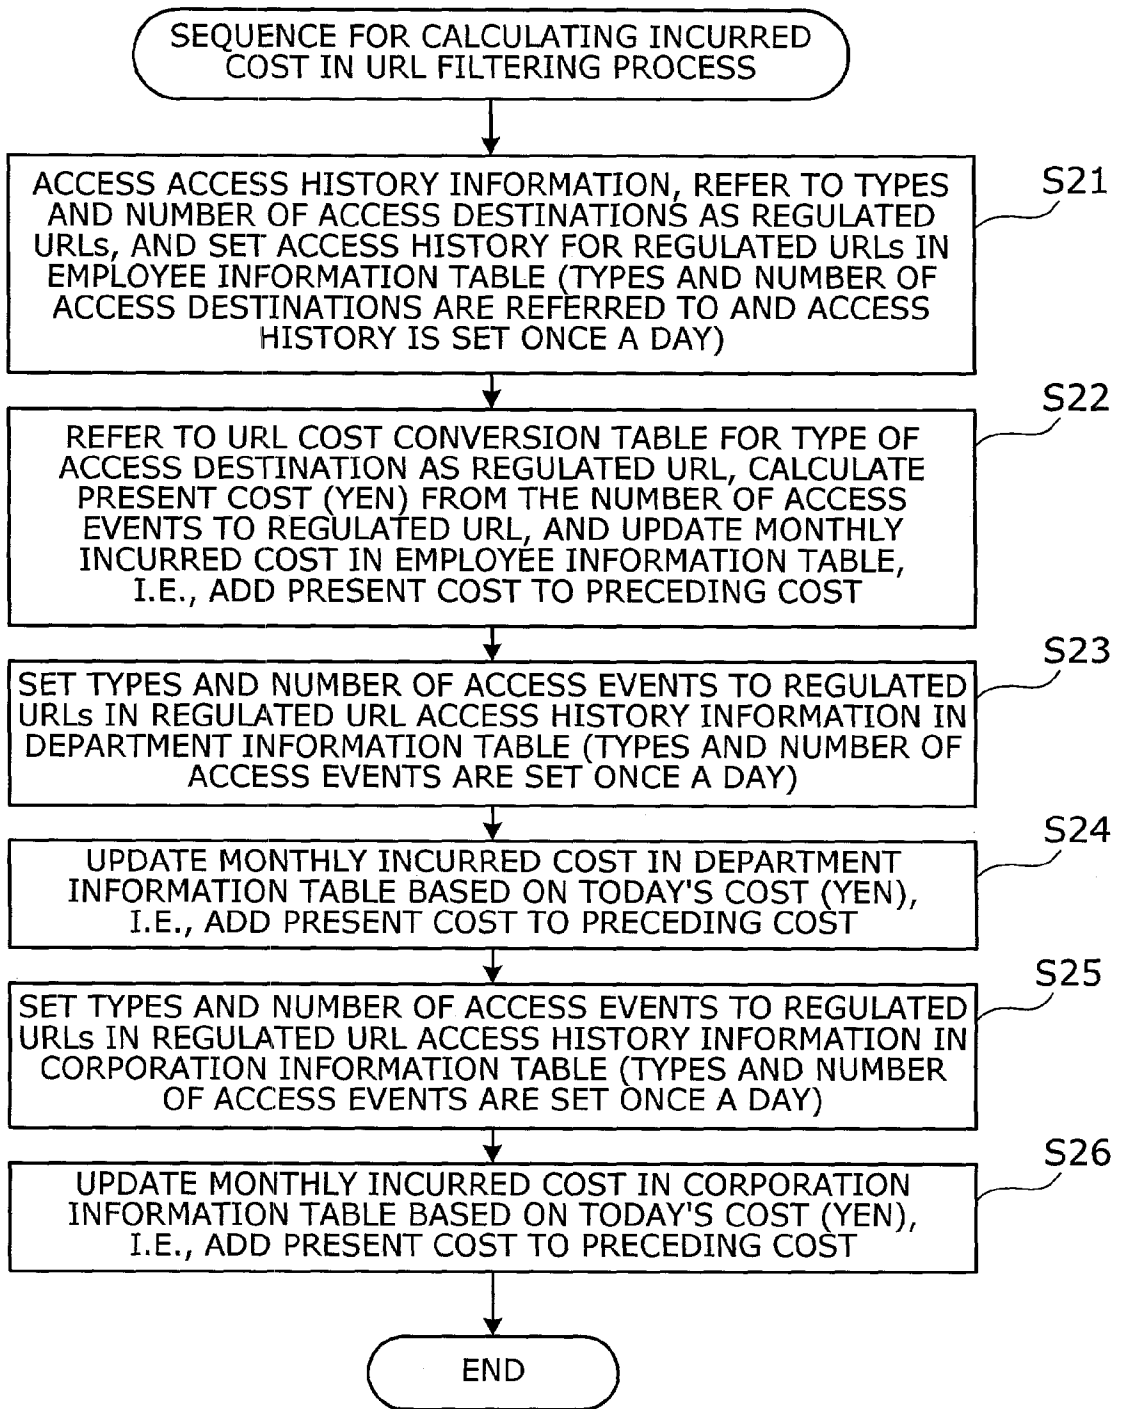 SEQUENCE FOR CALCULATING INCURRED
COST IN URL FILTERING PROCESS
S21
ACCESS ACCESS HISTORY INFORMATION, REFER TO TYPES
AND NUMBER OF ACCESS DESTINATIONS AS REGULATED
URLs, AND SET ACCESS HISTORY FOR REGULATED URLs IN
EMPLOYEE INFORMATION TABLE (TYPES AND NUMBER OF
ACCESS DESTINATIONS ARE REFERRED TO AND ACCESS
HISTORY IS SET ONCE A DAY)
S22
REFER TO URL COST CONVERSION TABLE FOR TYPE OF
ACCESS DESTINATION AS REGULATED URL, CALCULATE
PRESENT COST (YEN) FROM THE NUMBER OF ACCESS
EVENTS TO REGULATED URL, AND UPDATE MONTHLY
INCURRED COST IN EMPLOYEE INFORMATION TABLE,
I.E., ADD PRESENT COST TO PRECEDING COST
S23
SET TYPES AND NUMBER OF ACCESS EVENTS TO REGULATED
URLs IN REGULATED URL ACCESS HISTORY INFORMATION IN
DEPARTMENT INFORMATION TABLE (TYPES AND NUMBER OF
ACCESS EVENTS ARE SET ONCE A DAY)
S24
UPDATE MONTHLY INCURRED COST IN DEPARTMENT
INFORMATION TABLE BASED ON TODAY'S COST (YEN),
I.E., ADD PRESENT COST TO PRECEDING COST
S25
SET TYPES AND NUMBER OF ACCESS EVENTS TO REGULATED
URLs IN REGULATED URL ACCESS HISTORY INFORMATION IN
CORPORATION INFORMATION TABLE (TYPES AND NUMBER
OF ACCESS EVENTS ARE SET ONCE A DAY)
S26
UPDATE MONTHLY INCURRED COST IN CORPORATION
INFORMATION TABLE BASED ON TODAY'S COST (YEN),
I.E., ADD PRESENT COST TO PRECEDING COST
END